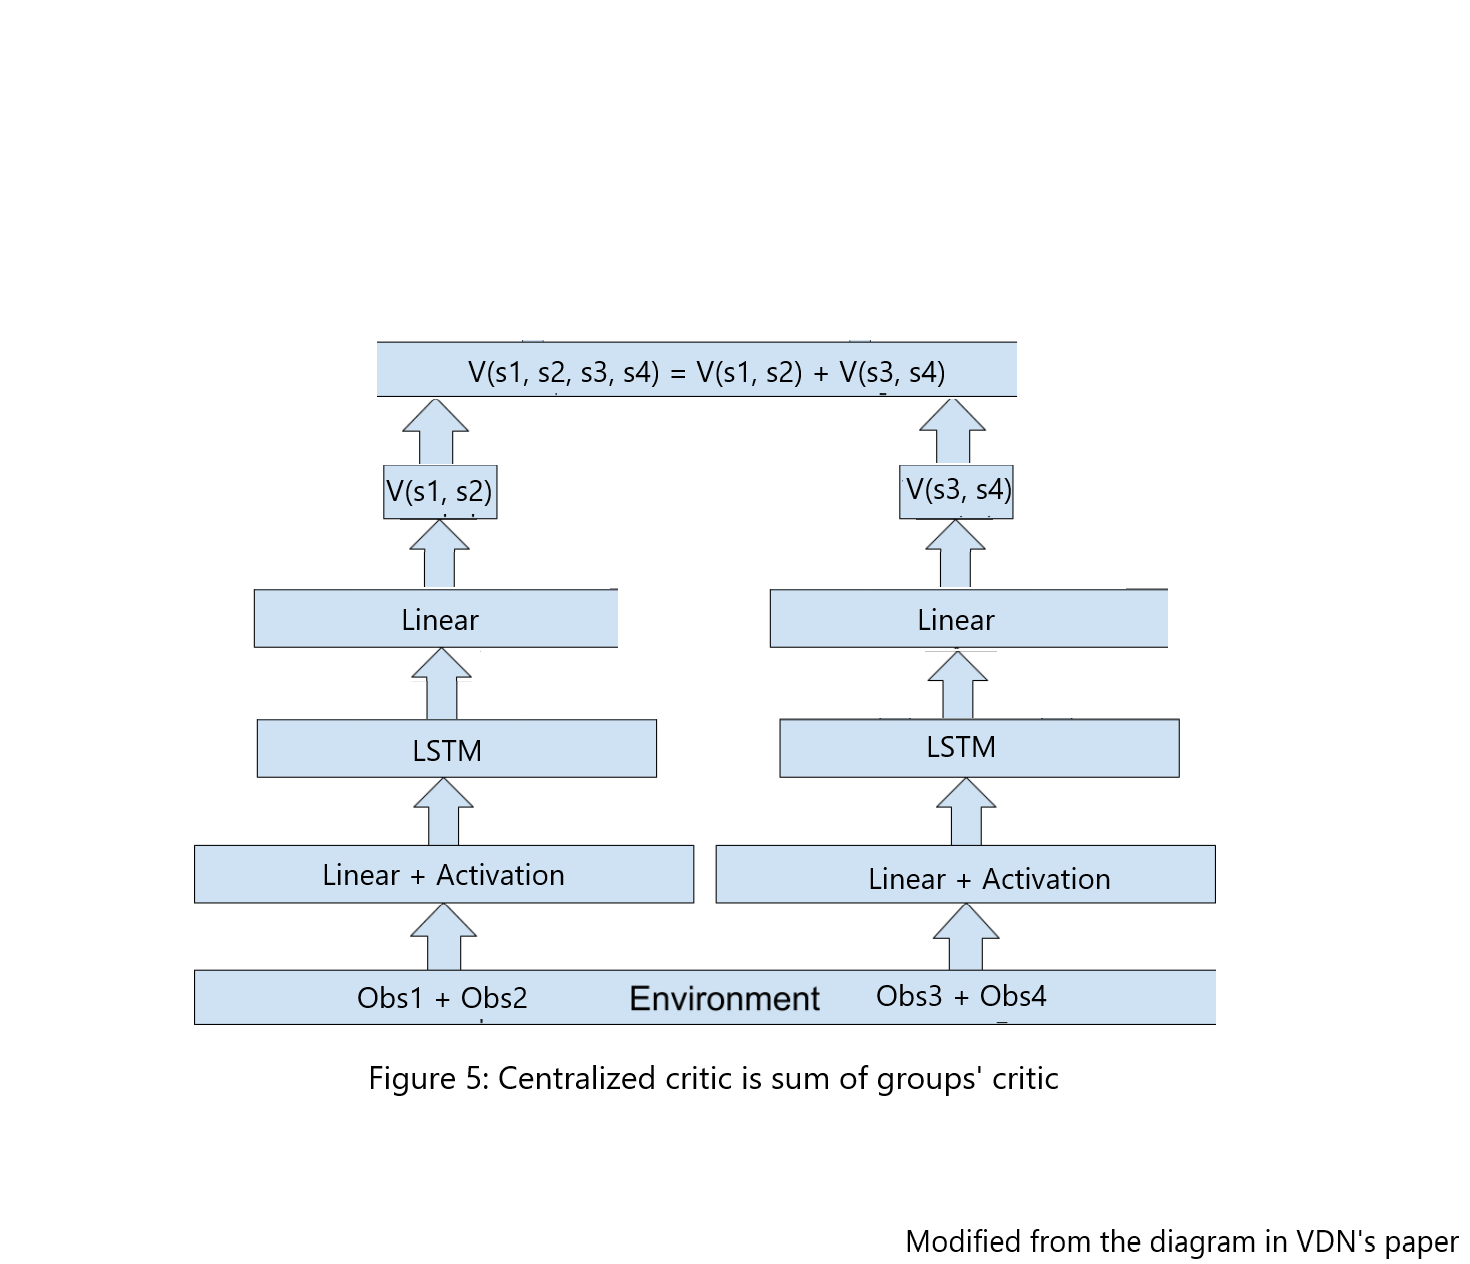 V(s1, s2, s3, s4) = V(s1, s2) + V(s3, s4)
V(s1, s2)
V(s3, s4)
Linear
Linear
LSTM
LSTM
Linear + Activation
Linear + Activation
Obs1 + Obs2
Environment
Obs3 + Obs4
Figure 5: Centralized critic is sum of groups' critic
Modified from the diagram in VDN's paper